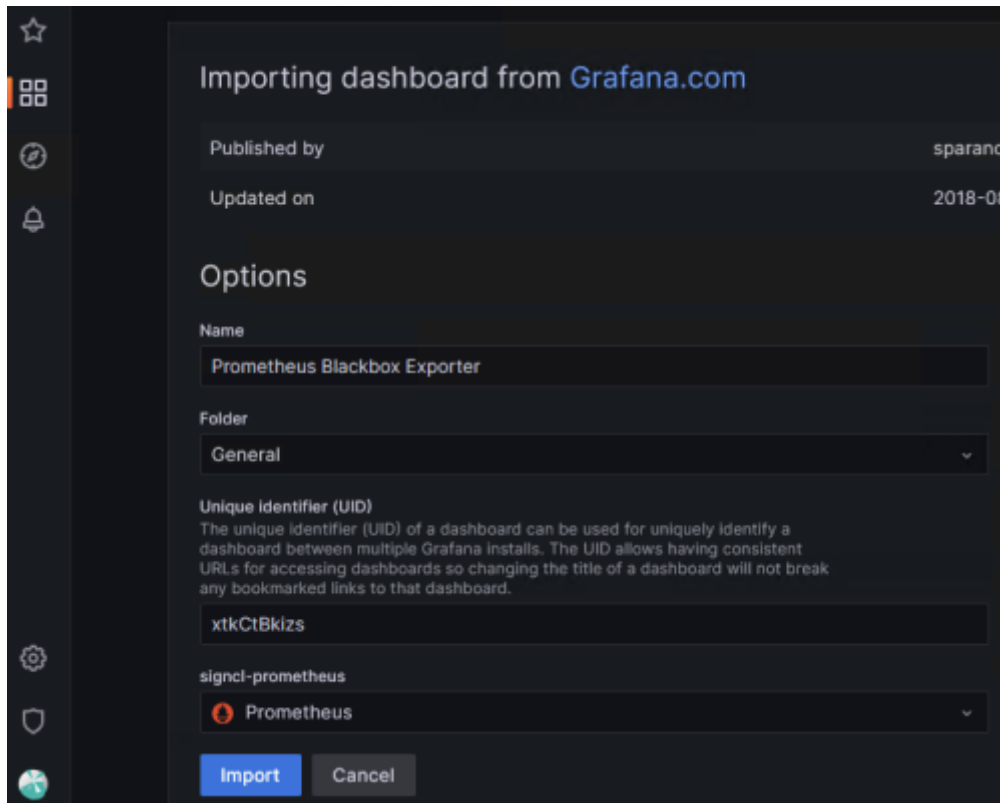 Importing dashboard from Grafana.com
Published by
Updated on
Options
Name
Prometheus Blackbox Exporter
Folder
General
Unique identifier (UID)
The unique identifier (UID) of a dashboard can be used for uniquely identify a
dashboard between multiple Grafana installs. The UID allows having consistent
URLs for accessing dashboards so changing the title of a dashboard will not break
any bookmarked links to that dashboard.
xtkCtBkizs
signcl-prometheus
Prometheus
Import Cancel